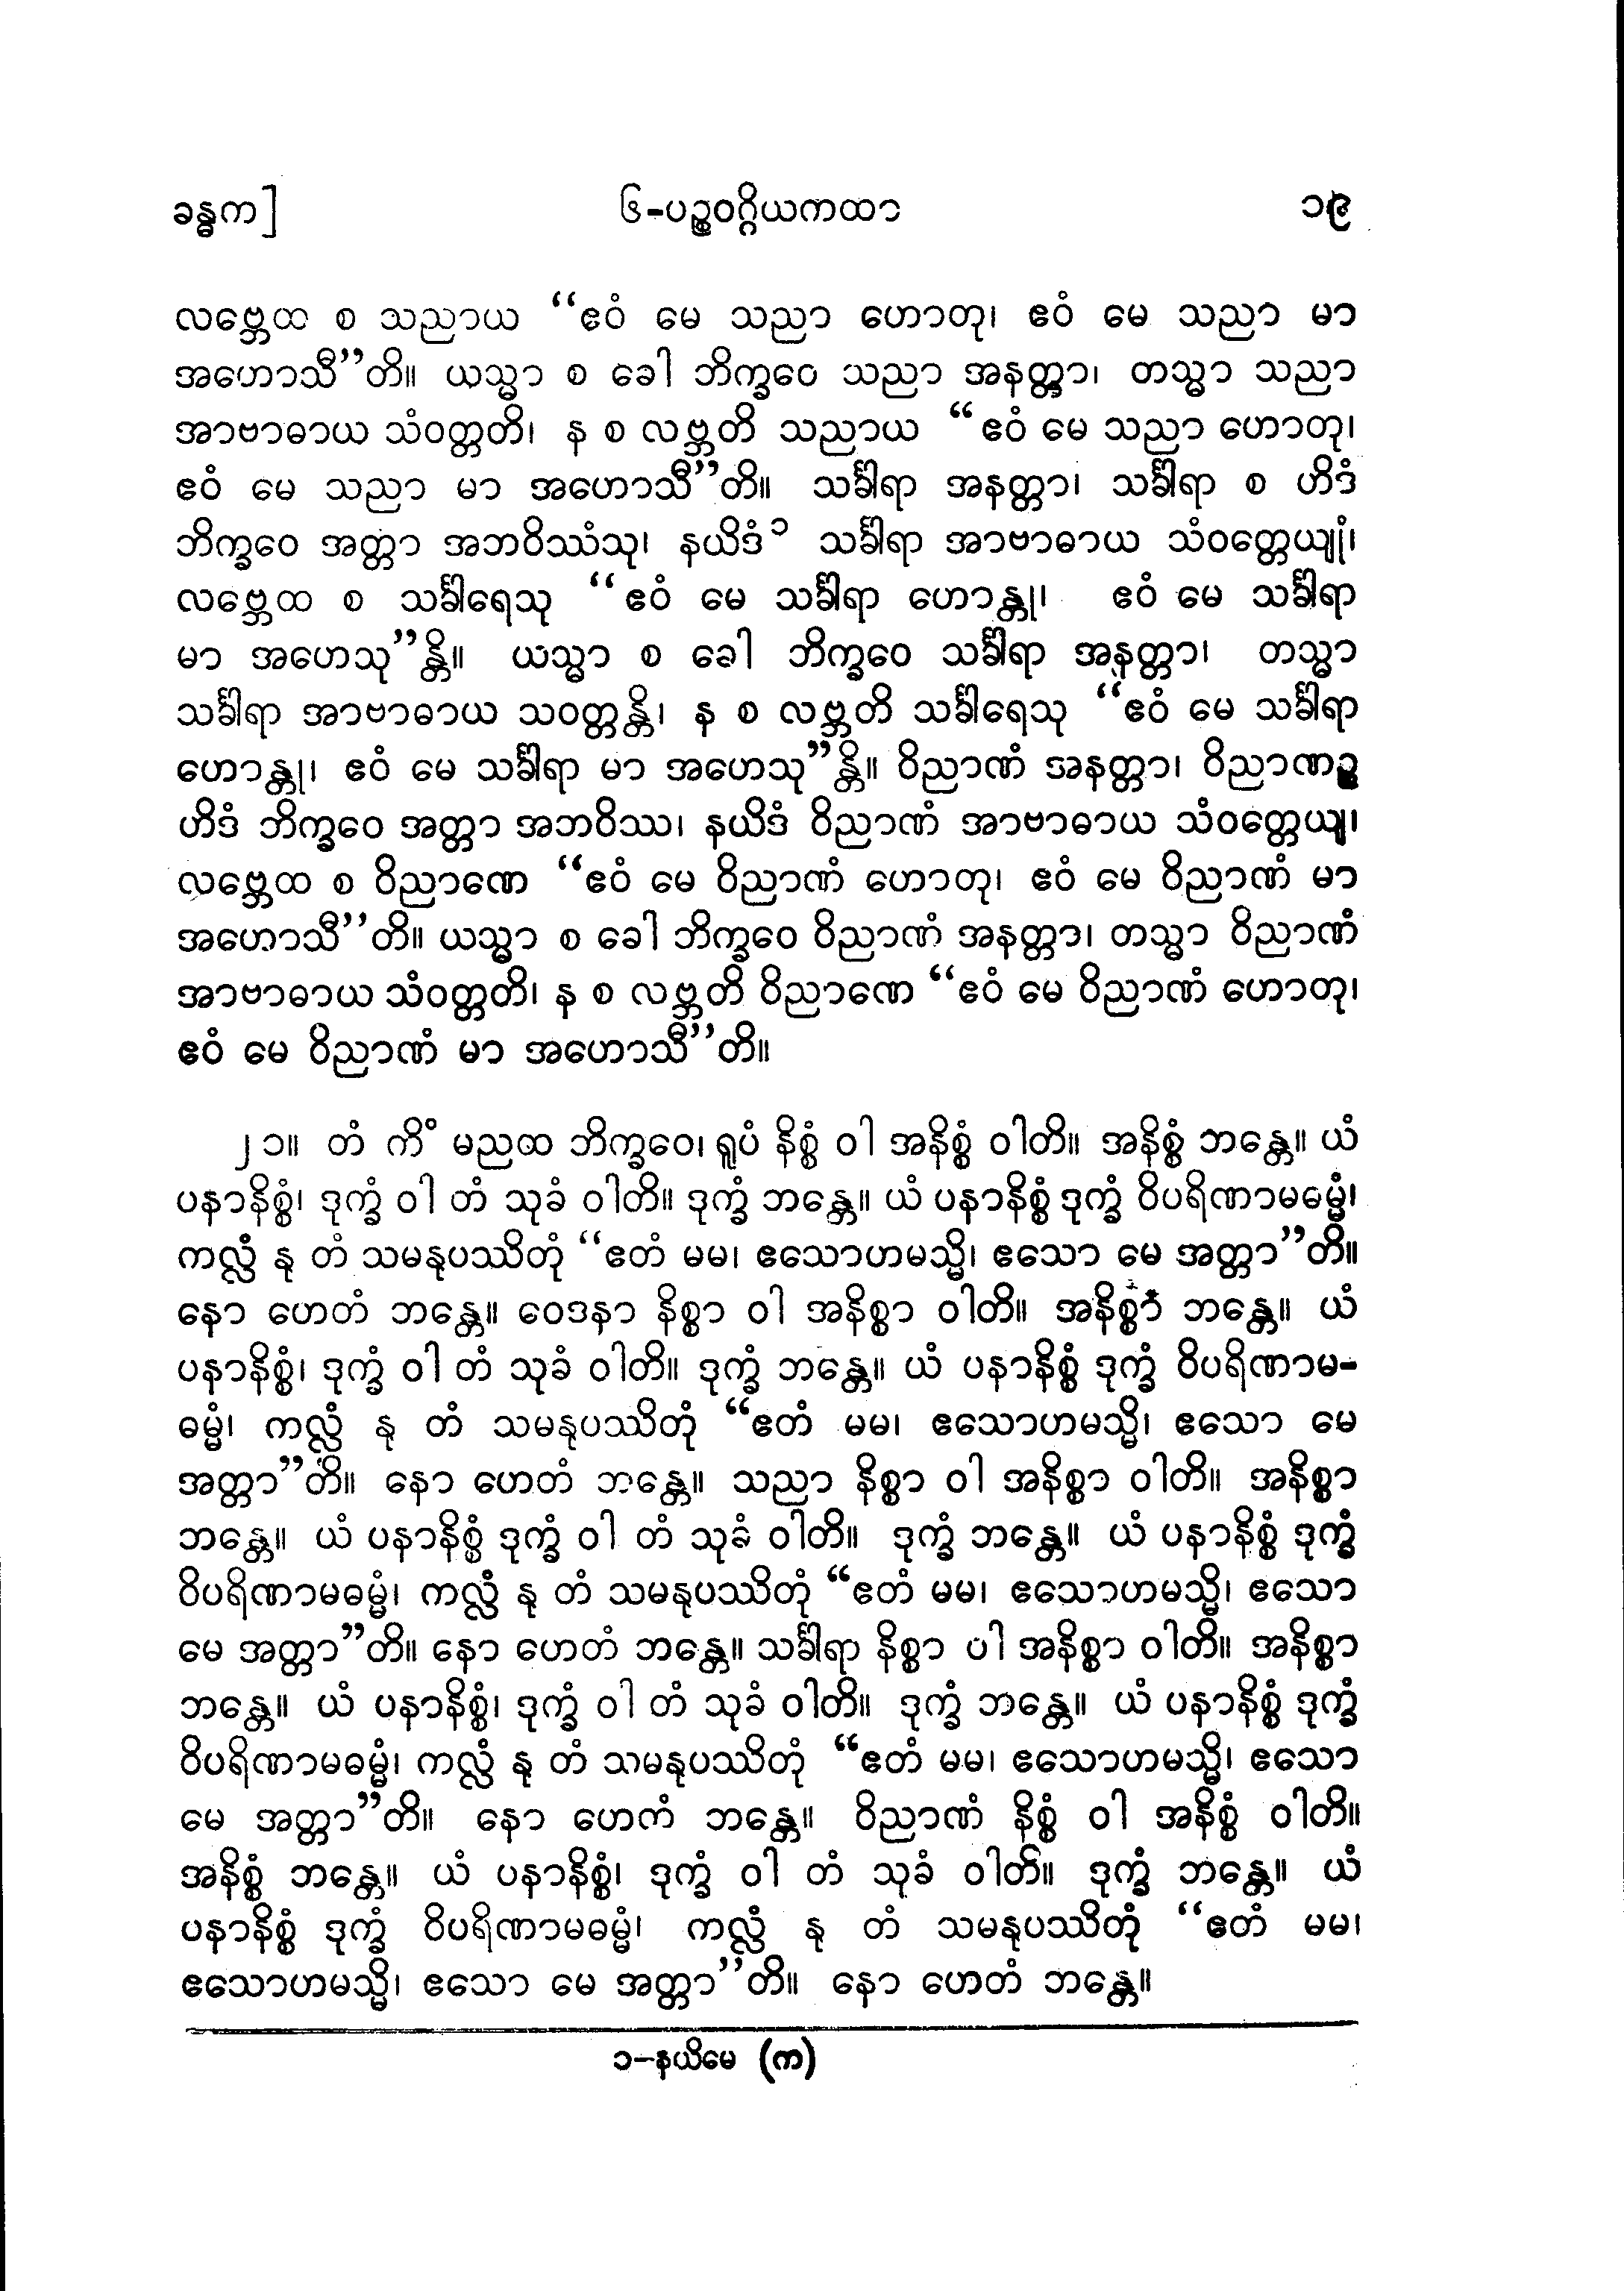 ခန္ဓက]
၆-ပဉ္စဝဂ္ဂိယကထာ
၁၉
လဗ္ဘေထ စ သညာယ “ဧဝံ မေ သညာ ဟောတု၊ ဧဝံ မေ သညာ မာ
အဟောသီ”တိ။ ယသ္မာ စ ခေါ ဘိက္ခဝေ သညာ အနတ္တာ၊ တသ္မာ သညာ
အာဗာဓာယ သံဝတ္တတိ၊ န စ လဗ္ဘတိ သညာယ “ဧဝံ မေ သညာ ဟောတု၊
ဧဝံ မေ သညာ မာ အဟောသီ”တိ။ သင်္ခါရာ အနတ္တာ၊ သင်္ခါရာ စ ဟိဒံ
ဘိက္ခဝေ အတ္တာ အဘဝိဿံသု၊ နယိဒံ၁ သင်္ခါရာ အာဗာဓာယ သံဝတ္တေယျုံ၊
လဗ္ဘေထ စ သင်္ခါရေသု “ဧဝံ မေ သင်္ခါရာ ဟောန္တု၊ ဧဝံ မေ သင်္ခါရာ
မာ အဟေသု”န္တိ။ ယသ္မာ စ ခေါ ဘိက္ခဝေ သင်္ခါရာ အနတ္တာ၊ တသ္မာ
သင်္ခါရာ အာဗာဓာယ သဝတ္တန္တိ၊ န စ လဗ္ဘတိ သင်္ခါရေသု “ဧဝံ မေ သင်္ခါရာ
ဟောန္တု၊ ဧဝံ မေ သင်္ခါရာ မာ အဟေသု”န္တိ။ ဝိညာဏံ အနတ္တာ၊ ဝိညာဏဉ္စ
ဟိဒံ ဘိက္ခဝေ အတ္တာ အဘဝိဿ၊ နယိဒံ ဝိညာဏံ အာဗာဓာယ သံဝတ္တေယျ၊
လဗ္ဘေထ စ ဝိညာဏေ “ဧဝံ မေ ဝိညာဏံ ဟောတု၊ ဧဝံ မေ ဝိညာဏံ မာ
အဟောသီ”တိ။ ယသ္မာ စ ခေါ ဘိက္ခဝေ ဝိညာဏံ အနတ္တာ၊ တသ္မာ ဝိညာဏံ
အာဗာဓာယ သံဝတ္တတိ၊ န စ လဗ္ဘတိ ဝိညာဏေ “ဧဝံ မေ ဝိညာဏံ ဟောတု၊
ဧဝံ မေ ဝိညာဏံ မာ အဟောသီ”တိ။
၂၁။ တံ ကိံ မညထ ဘိက္ခဝေ၊ ရူပံ နိစ္စံ ဝါ အနိစ္စံ ဝါတိ။ အနိစ္စံ ဘန္တေ။ ယံ
ပနာနိစ္စံ၊ ဒုက္ခံ ဝါ တံ သုခံ ဝါတိ။ ဒုက္ခံ ဘန္တေ။ ယံ ပနာနိစ္စံ ဒုက္ခံ ဝိပရိဏာမဓမ္မံ၊
ကလ္လံ နု တံ သမနုပဿိတုံ “ဧတံ မမ၊ ဧသောဟမသ္မိ၊ ဧသော မေ အတ္တာ”တိ။
နော ဟေတံ ဘန္တေ။ ဝေဒနာ နိစ္စာ ဝါ အနိစ္စာ ဝါတိ။ အနိစ္စာ ဘန္တေ။ ယံ
ပနာနိစ္စံ၊ ဒုက္ခံ ဝါ တံ သုခံ ဝါတိ။ ဒုက္ခံ ဘန္တေ။ ယံ ပနာနိစ္စံ ဒုက္ခံ ဝိပရိဏာမ-
ဓမ္မံ၊ ကလ္လံ နု တံ သမနုပဿိတုံ “ဧတံ မမ၊ ဧသောဟမသ္မိ၊ ဧသော မေ
အတ္တာ”တိ။ နော ဟေတံ ဘန္တေ။ သညာ နိစ္စာ ဝါ အနိစ္စာ ဝါတိ။ အနိစ္စာ
ဘန္တေ။ ယံ ပနာနိစ္စံ ဒုက္ခံ ဝါ တံ သုခံ ဝါတိ။ ဒုက္ခံ ဘန္တေ။ ယံ ပနာနိစ္စံ ဒုက္ခံ
ဝိပရိဏာမဓမ္မံ၊ ကလ္လံ နု တံ သမနုပဿိတုံ “ဧတံ မမ၊ ဧသောဟမသ္မိ၊ ဧသော
မေ အတ္တာ”တိ။ နော ဟေတံ ဘန္တေ။ သင်္ခါရာ နိစ္စာ ဝါ အနိစ္စာ ဝါတိ။ အနိစ္စာ
ဘန္တေ။ ယံ ပနာနိစ္စံ၊ ဒုက္ခံ ဝါ တံ သုခံ ဝါတိ။ ဒုက္ခံ ဘန္တေ။ ယံ ပနာနိစ္စံ ဒုက္ခံ
ဝိပရိဏာမဓမ္မံ၊ ကလ္လံ နု တံ သမနုပဿိတုံ “ဧတံ မမ၊ ဧသောဟမသ္မိ၊ ဧသော
မေ အတ္တာ”တိ။ နော ဟေတံ ဘန္တေ။ ဝိညာဏံ နိစ္စံ ဝါ အနိစ္စံ ဝါတိ။
အနိစ္စံ ဘန္တေ။ ယံ ပနာနိစ္စံ၊ ဒုက္ခံ ဝါ တံ သုခံ ဝါတိ။ ဒုက္ခံ ဘန္တေ။ ယံ
ပနာနိစ္စံ ဒုက္ခံ ဝိပရိဏာမဓမ္မံ၊ ကလ္လံ နု တံ သမနုပဿိတုံ “ဧတံ မမ၊
ဧသောဟမသ္မိ၊ ဧသော မေ အတ္တာ”တိ။ နော ဟေတံ ဘန္တေ။
၁-နယိမေ (က)